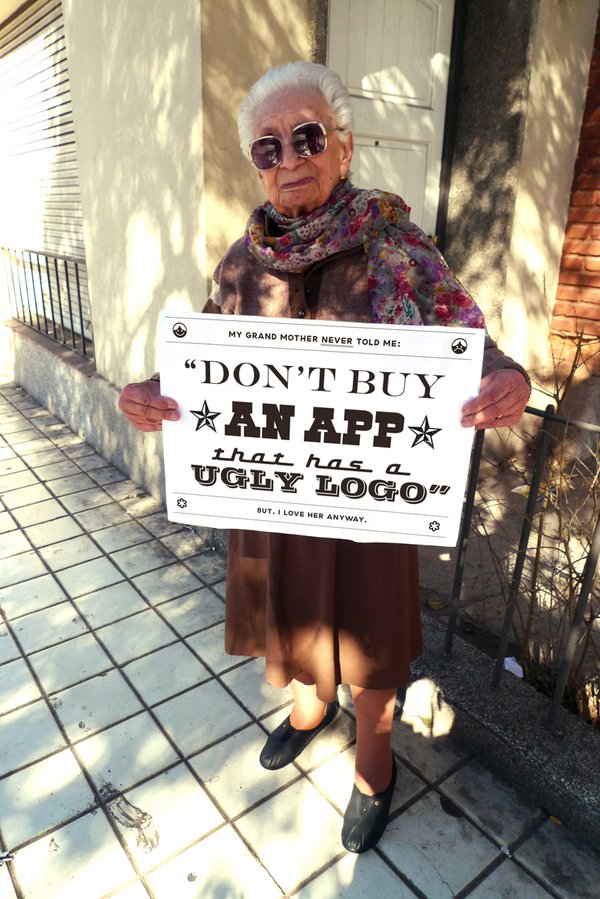 MY GRAND MOTHER NEVER TOLD ME:
“DON'T BUY
AN APP
that has a
UGLY LOGO”
BUT, I LOVE HER ANYWAY.